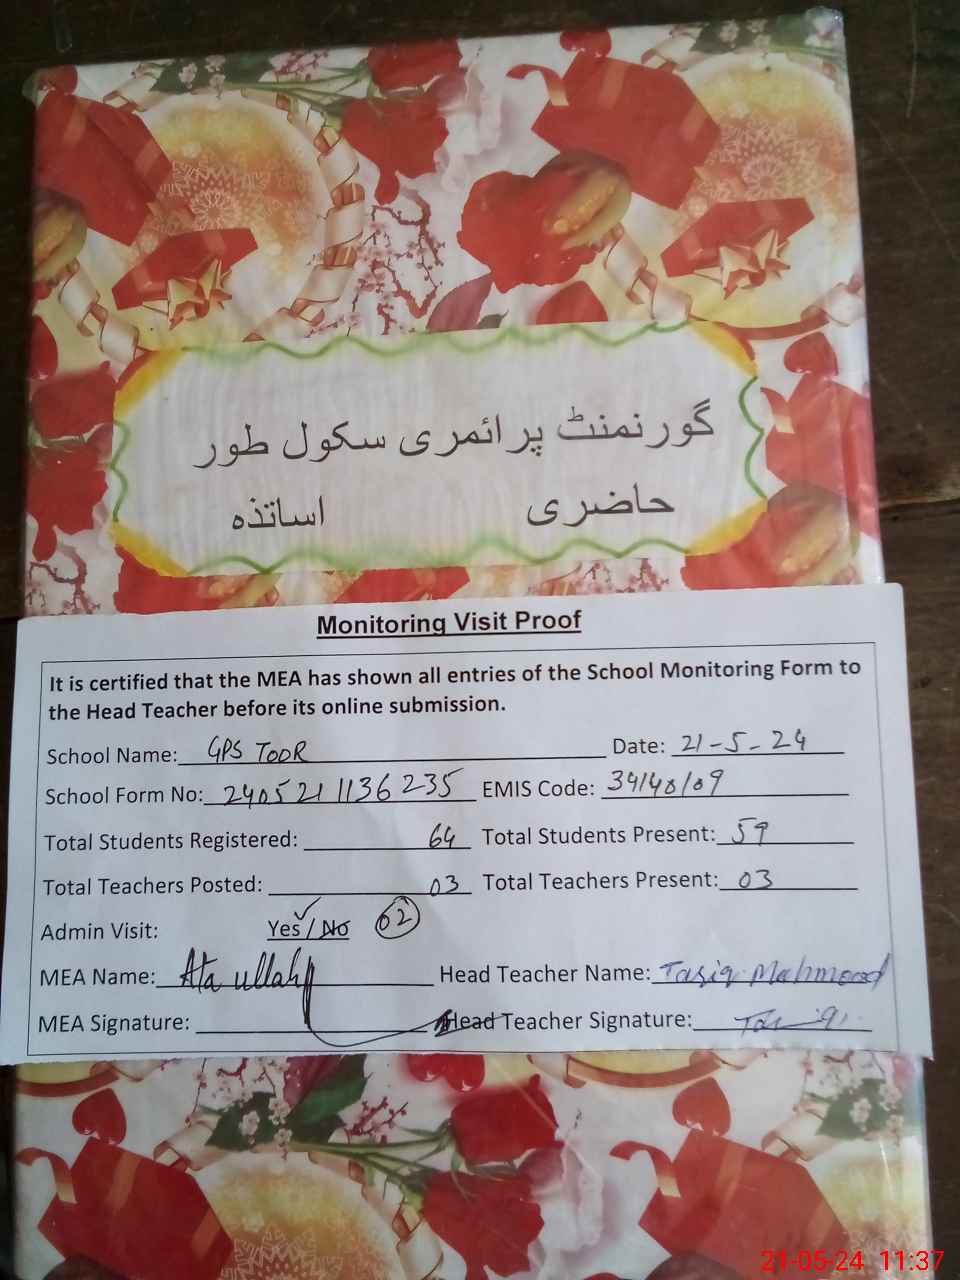 گورنمنٹ پرائمری سکول طور
حاضری اساتذہ
Monitoring Visit Proof
It is certified that the MEA has shown all entries of the School Monitoring Form to
the Head Teacher before its online submission.
School Name: GPS TOOR Date: 21-5-24
School Form No: 240521 1136235 EMIS Code: 34140109
Total Students Registered: 64 Total Students Present: 59
Total Teachers Posted: 03 Total Teachers Present: 03
Admin Visit: Yes / No 02
MEA Name: Ata ullah Head Teacher Name: Tariq Mahmood
MEA Signature: Head Teacher Signature: Tariq
21-05-24 11:37